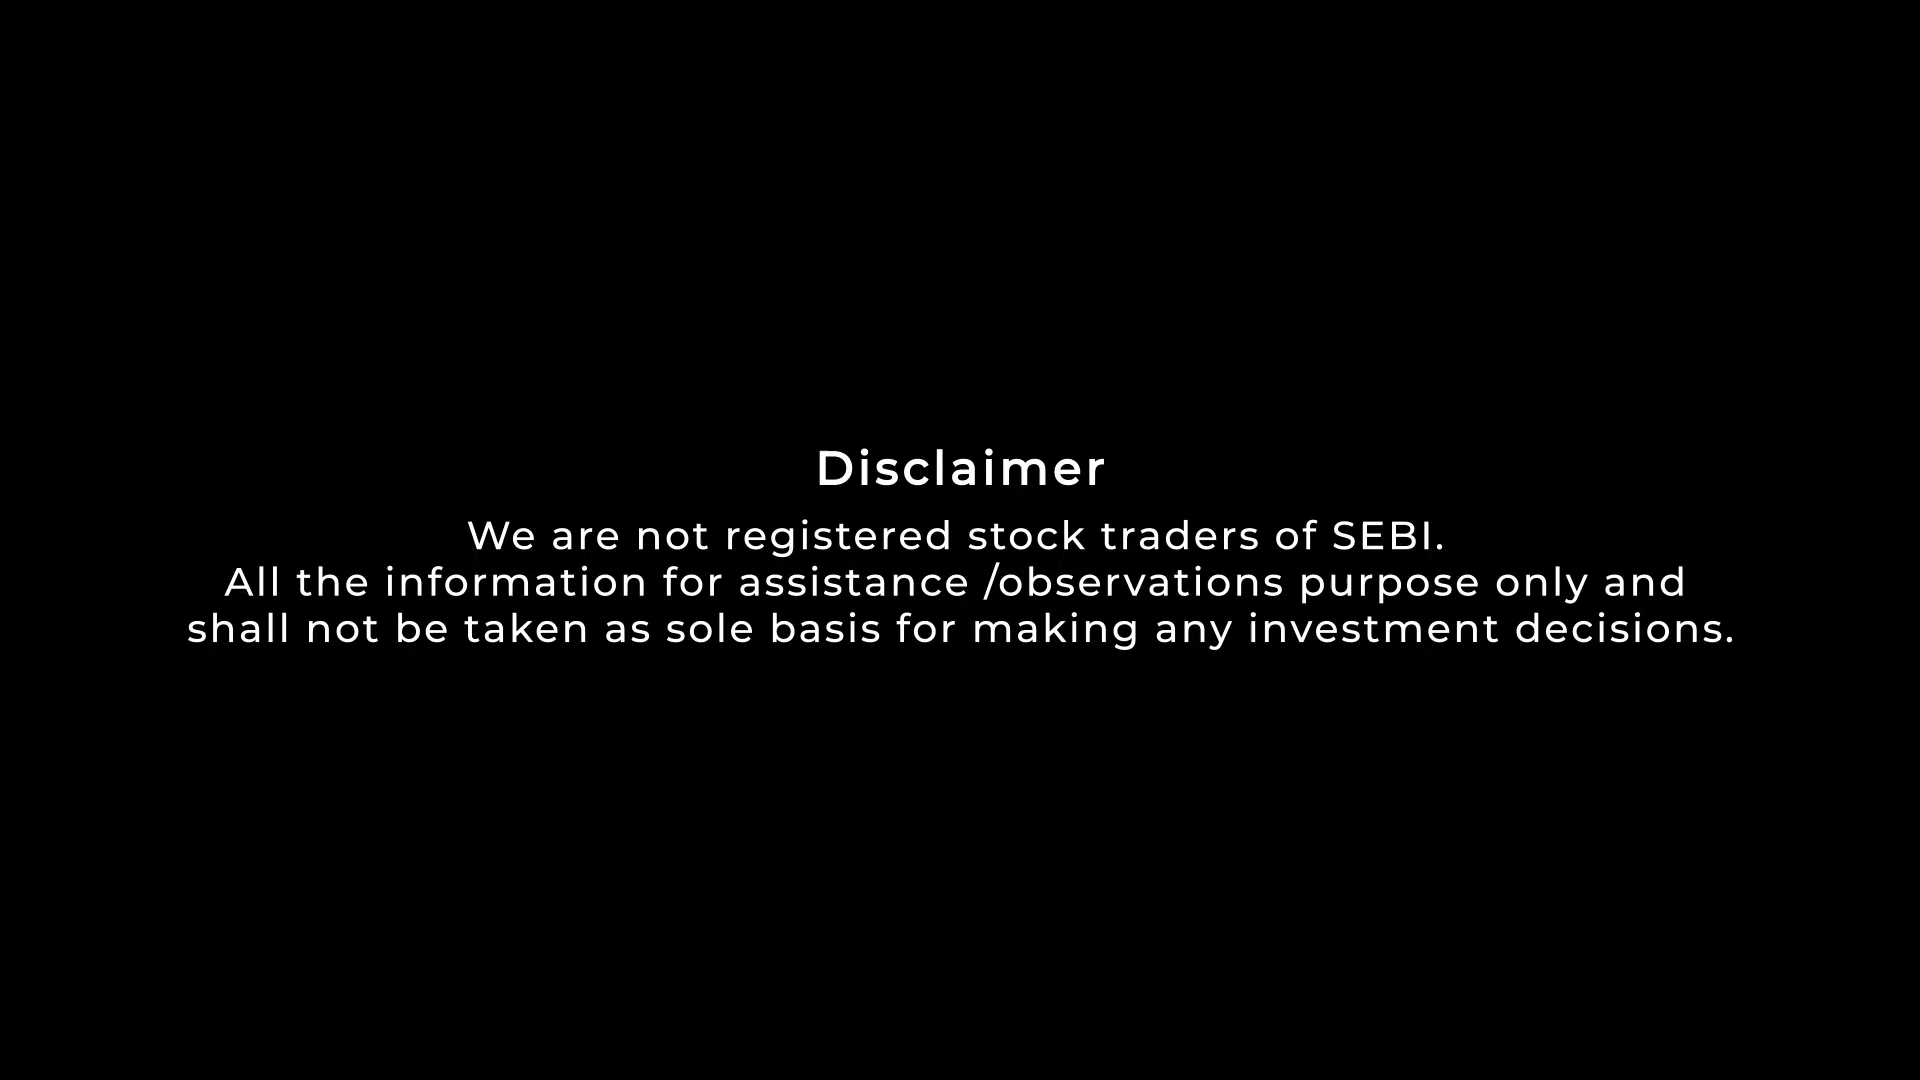 Disclaimer
We are not registered stock traders of SEBI.
All the information for assistance /observations purpose only and
shall not be taken as sole basis for making any investment decisions.